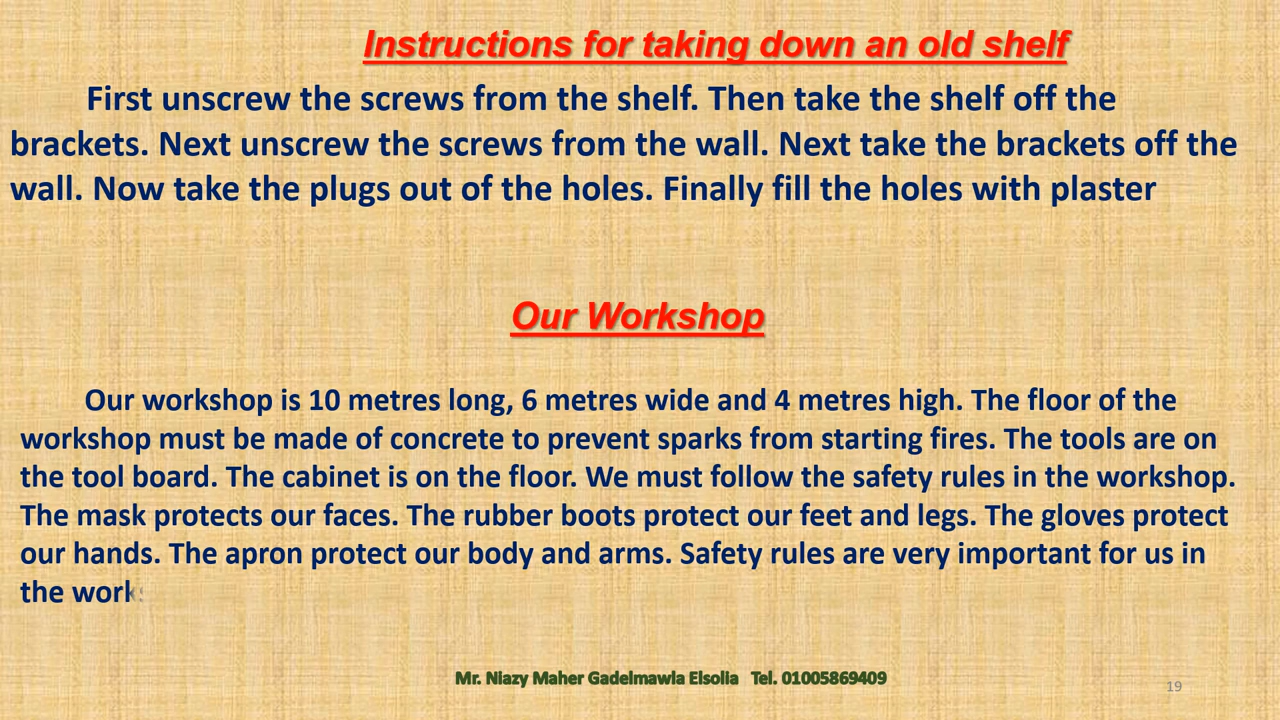 Instructions for taking down an old shelf
First unscrew the screws from the shelf. Then take the shelf off the
brackets. Next unscrew the screws from the wall. Next take the brackets off the
wall. Now take the plugs out of the holes. Finally fill the holes with plaster
Our Workshop
Our workshop is 10 metres long, 6 metres wide and 4 metres high. The floor of the
workshop must be made of concrete to prevent sparks from starting fires. The tools are on
the tool board. The cabinet is on the floor. We must follow the safety rules in the workshop.
The mask protects our faces. The rubber boots protect our feet and legs. The gloves protect
our hands. The apron protect our body and arms. Safety rules are very important for us in
the work
Mr. Niazy Maher Gadelmawla Elsolia Tel. 01005869409
19